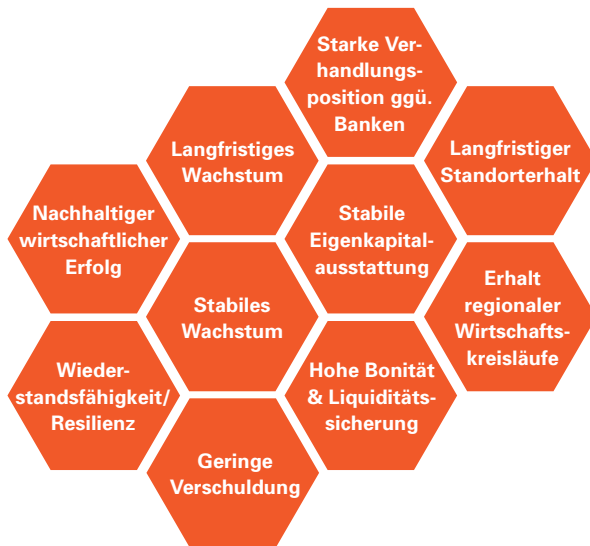 Starke Ver-
handlungs-
position ggü.
Banken
Langfristiges
Wachstum
Langfristiger
Standorterhalt
Nachhaltiger
wirtschaftlicher
Erfolg
Stabile
Eigenkapital-
ausstattung
Stabiles
Wachstum
Erhalt
regionaler
Wirtschafts-
kreisläufe
Wieder-
standsfähigkeit/
Resilienz
Hohe Bonität
& Liquiditäts-
sicherung
Geringe
Verschuldung